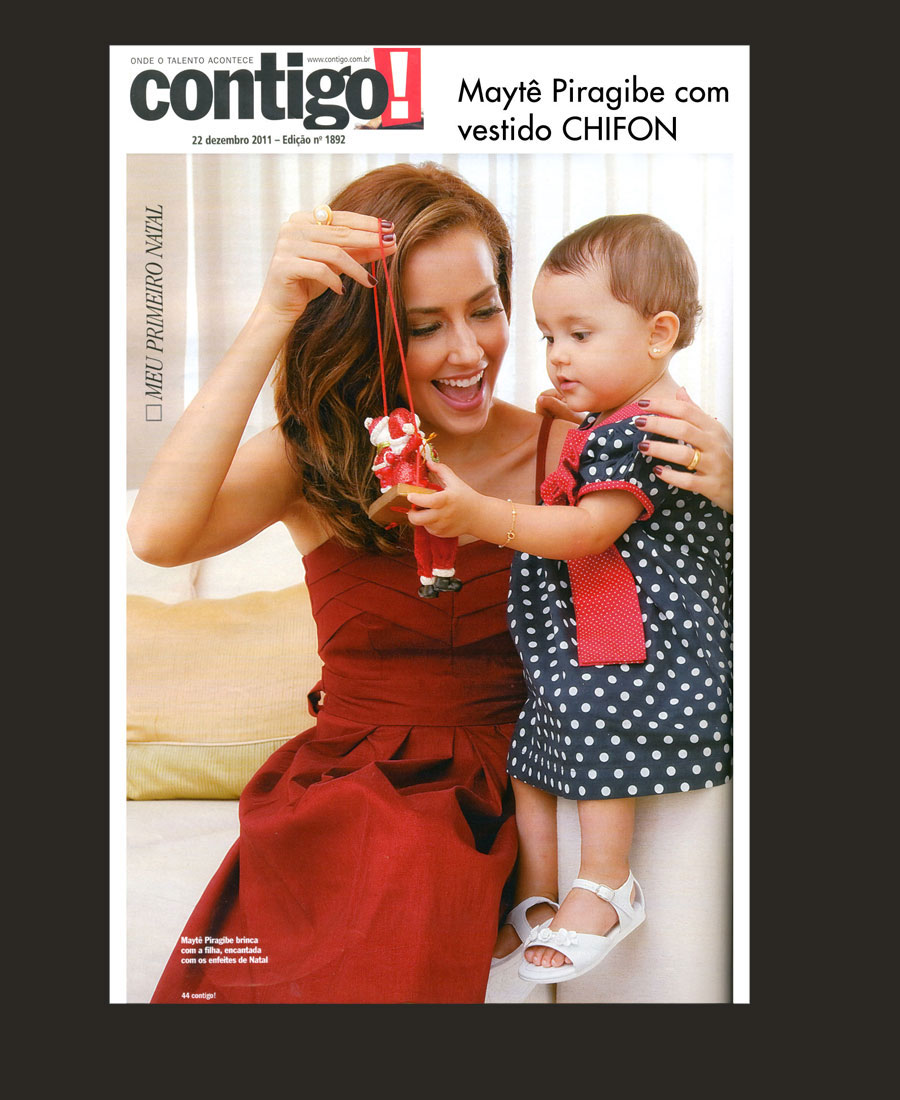 ONDE O TALENTO ACONTECE
www.contigo.com.br
contigo!
22 dezembro 2011 – Edição nº 1892
Maytê Piragibe com
vestido CHIFON
MEU PRIMEIRO NATAL
Maytê Piragibe brinca
com a filha, encantada
com os enfeites de Natal
44 contigo!